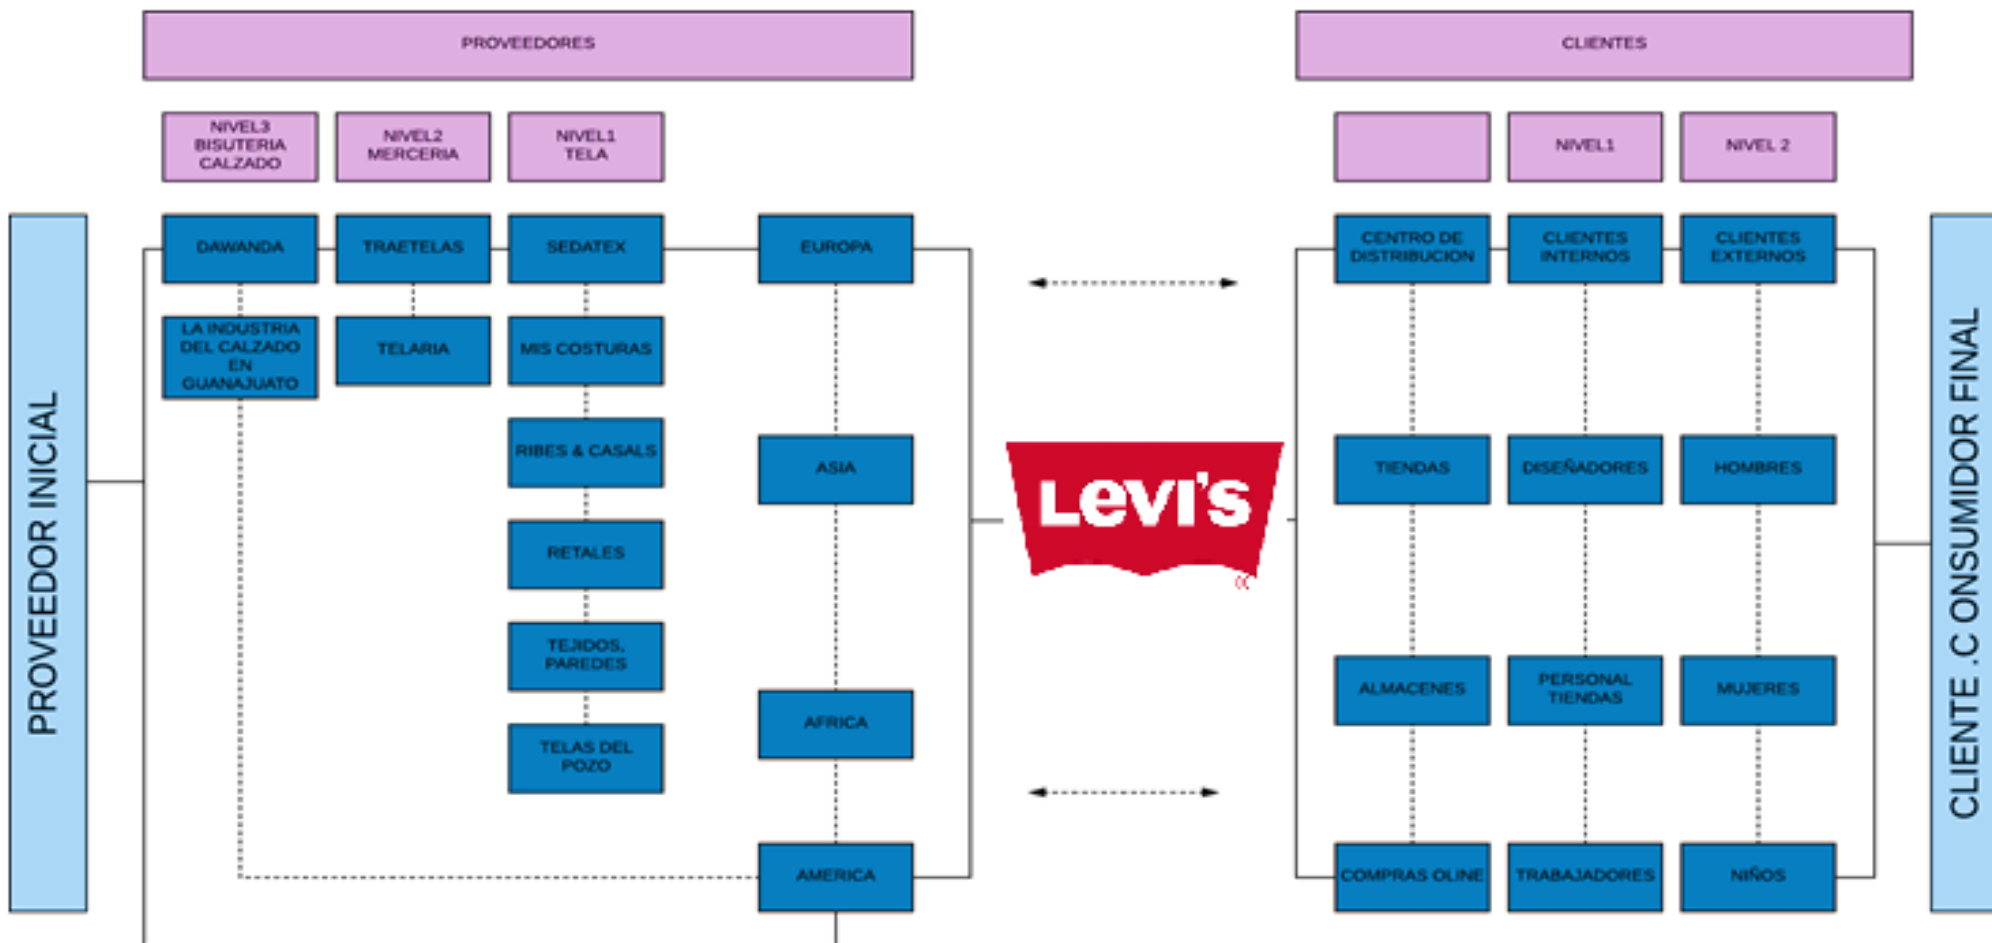 PROVEEDORES
CLIENTES
NIVEL3
BISUTERIA
CALZADO
NIVEL2
MERCERIA
NIVEL1
TELA
NIVEL1
NIVEL 2
PROVEEDOR INICIAL
DAWANDA
TRAETELAS
SEDATEX
EUROPA
CENTRO DE
DISTRIBUCION
CLIENTES
INTERNOS
CLIENTES
EXTERNOS
CLIENTE .C ONSUMIDOR FINAL
LA INDUSTRIA
DEL CALZADO
EN
GUANAJUATO
TELARIA
MIS COSTURAS
RIBES & CASALS
ASIA
LEVI'S
TIENDAS
DISEÑADORES
HOMBRES
RETALES
TEJIDOS,
PAREDES
AFRICA
ALMACENES
PERSONAL
TIENDAS
MUJERES
TELAS DEL
POZO
AMERICA
COMPRAS OLINE
TRABAJADORES
NIÑOS